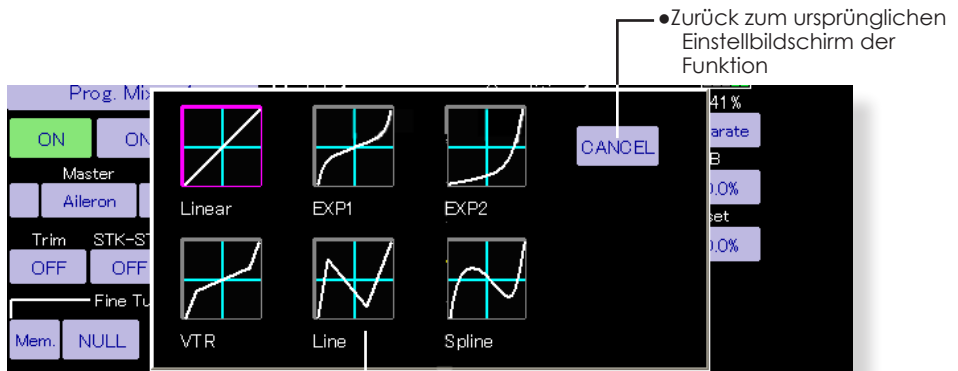 ●Zurück zum ursprünglichen
Einstellbildschirm der
Funktion
Prog. Mix
41%
ON
ON
CANCEL
arate
Master
B
Aileron
Linear
EXP1
EXP2
0.0%
set
Trim
STK-ST
0.0%
OFF
OFF
Fine Tu
Mem.
NULL
VTR
Line
Spline